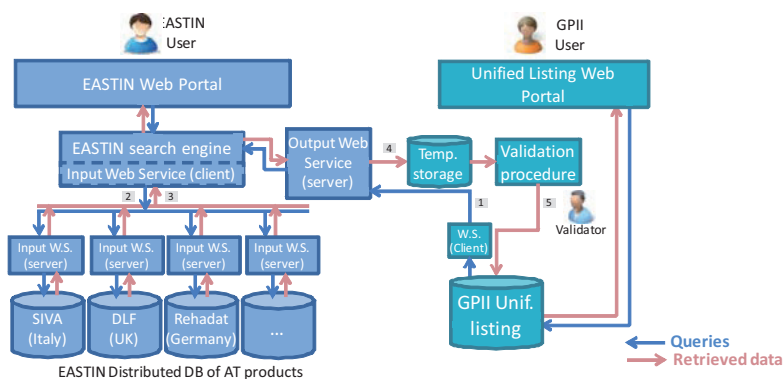 EASTIN
User
GPII
User
EASTIN Web Portal
Unified Listing Web
Portal
EASTIN search engine
Input Web Service (client)
Output Web
Service
(server)
4
Temp.
storage
Validation
procedure
2
3
1
5
Validator
W.S.
(Client)
Input W.S.
(server)
Input W.S.
(server)
Input W.S.
(server)
Input W.S.
(server)
SIVA
(Italy)
DLF
(UK)
Rehadat
(Germany)
...
GPII Unif.
listing
Queries
Retrieved data
EASTIN Distributed DB of AT products